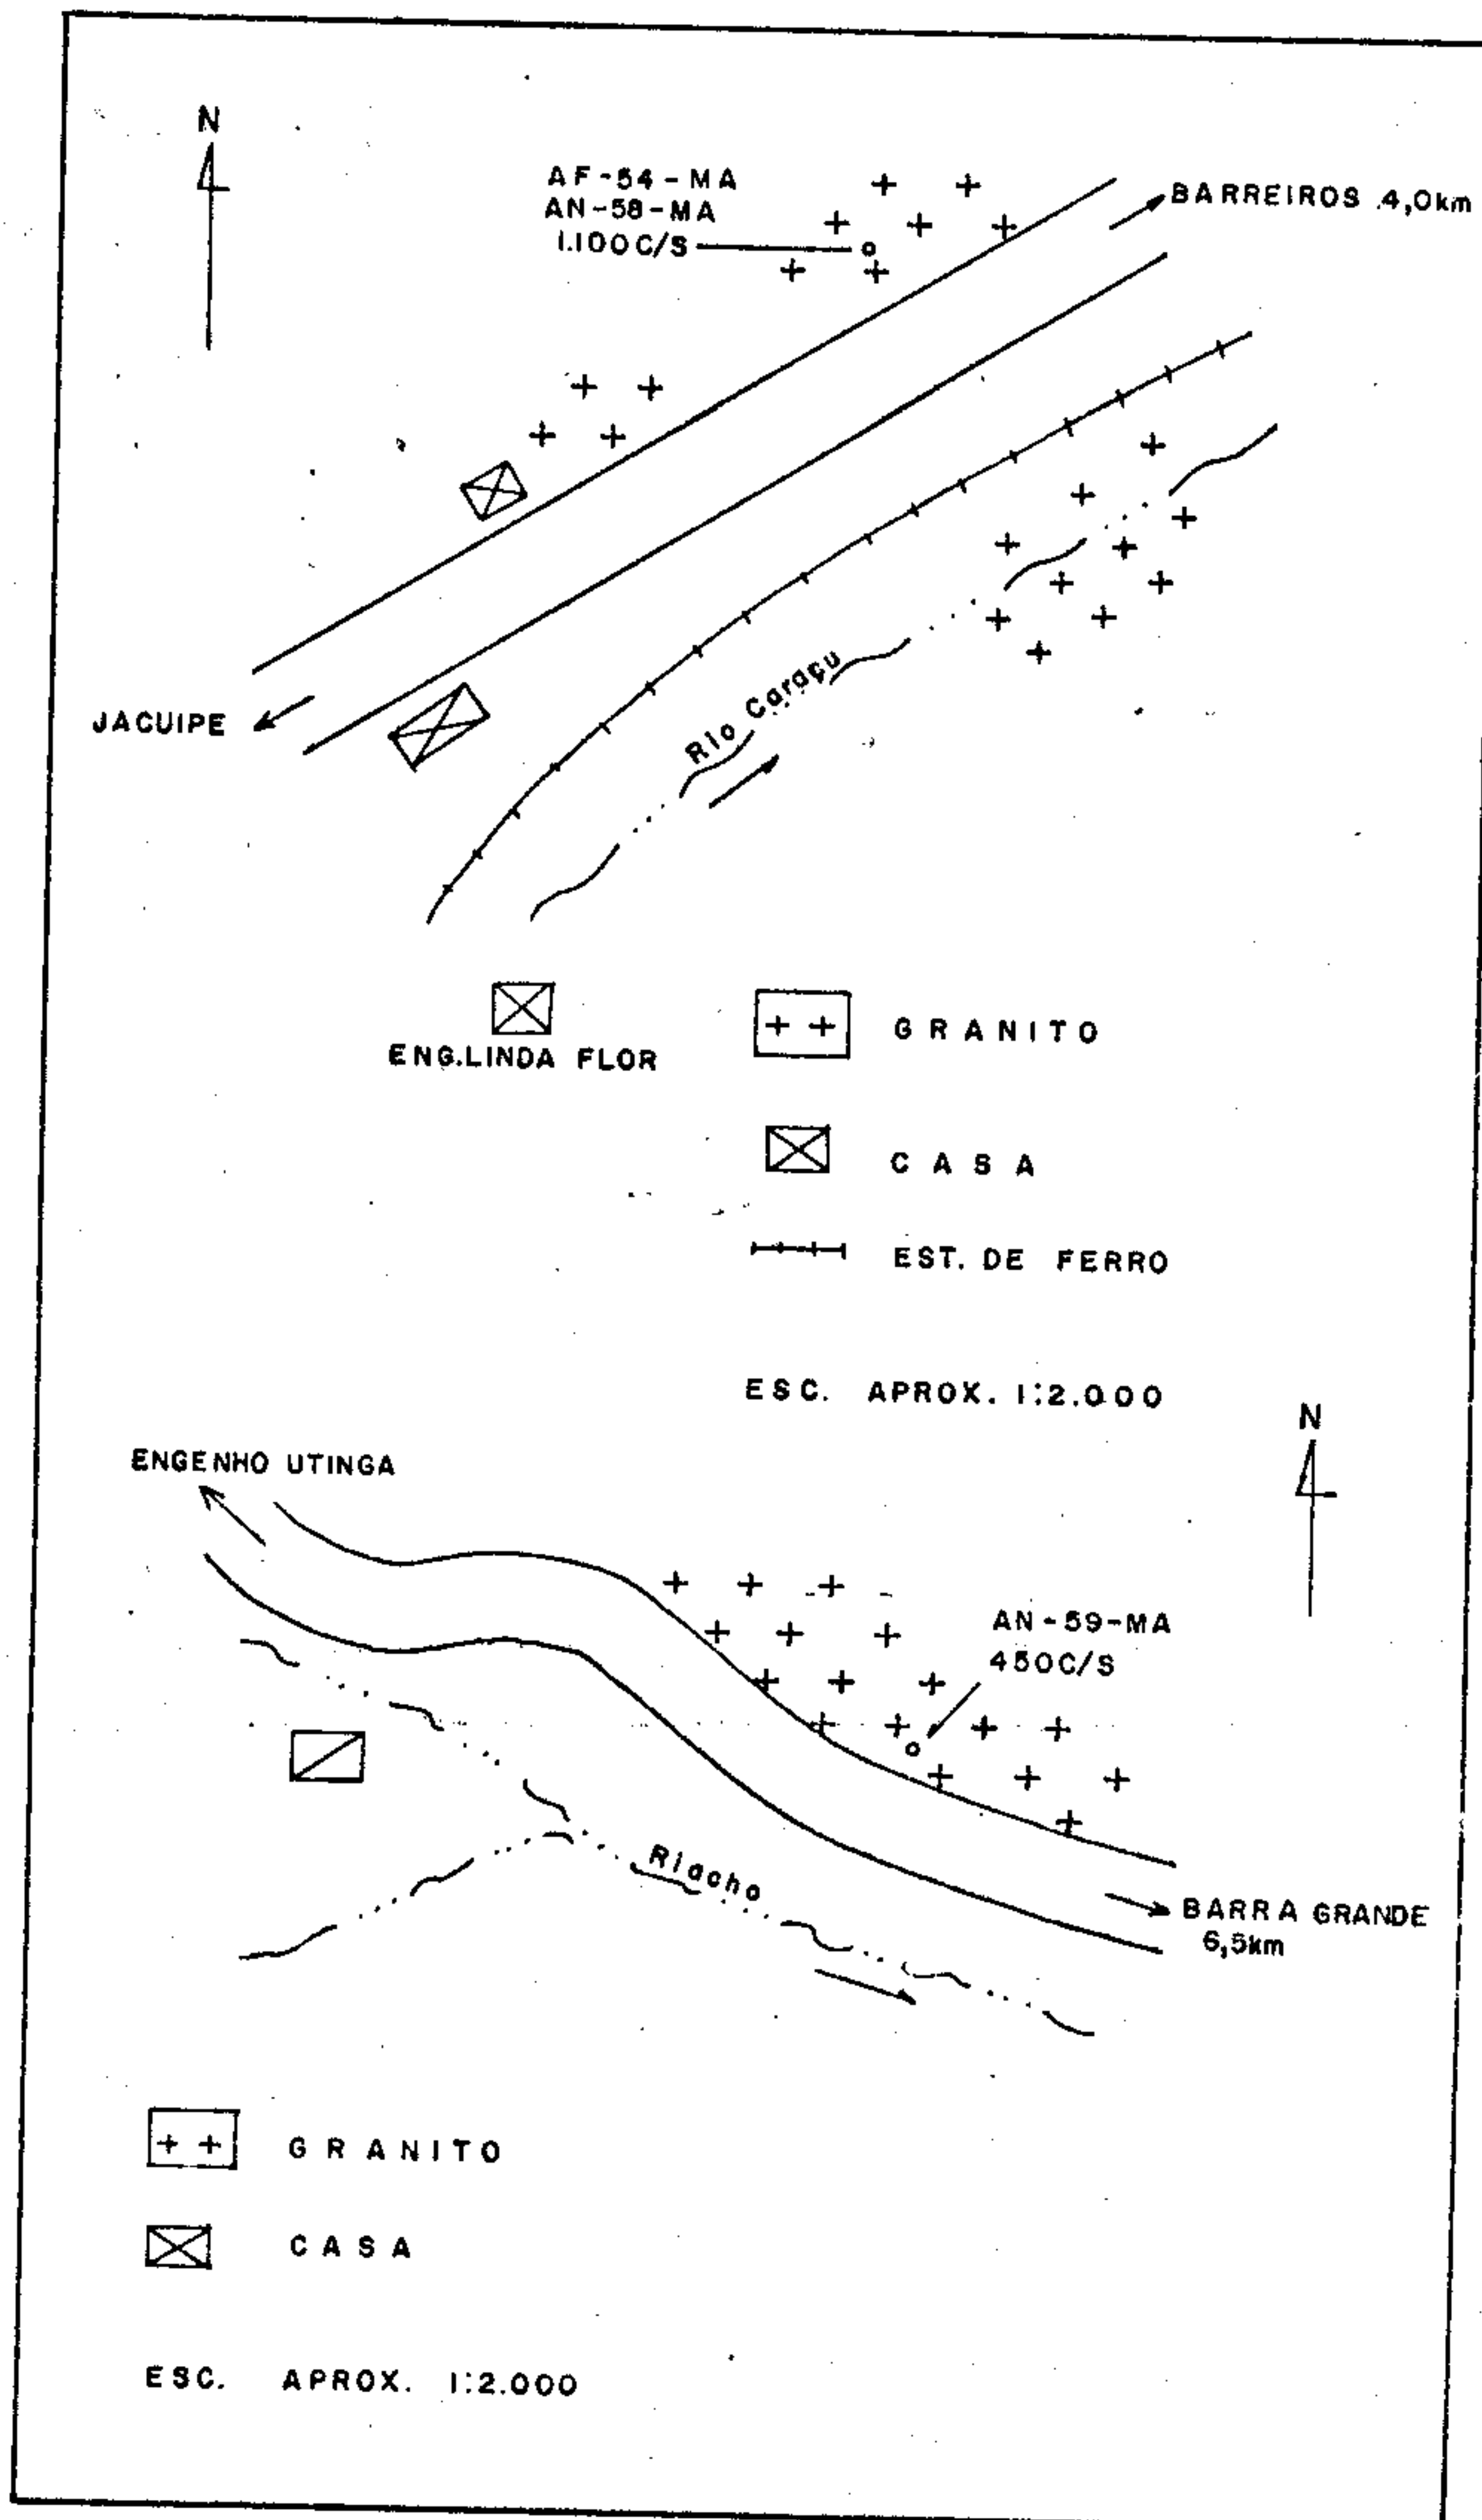 N
AF-54-MA
AN-58-MA
1.100C/S
BARREIROS 4,0km
JACUIPE
Rio Caraçu
ENG.LINDA FLOR
GRANITO
CASA
EST. DE FERRO
ESC. APROX. 1:2.000
N
ENGENHO UTINGA
AN-59-MA
450C/S
Riacho
BARRA GRANDE
6,5km
GRANITO
CASA
ESC. APROX. 1:2.000